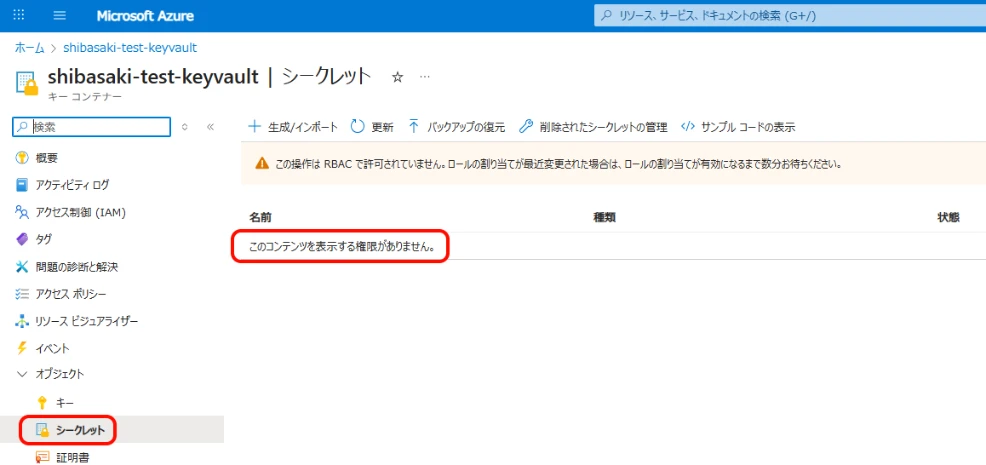 Microsoft Azure
リソース、サービス、ドキュメントの検索 (G+/)
ホーム > shibasaki-test-keyvault
shibasaki-test-keyvault | シークレット ☆ …
キー コンテナー
検索
生成/インポート 更新 バックアップの復元 削除されたシークレットの管理 </> サンプル コードの表示
この操作は RBAC で許可されていません。ロールの割り当てが最近変更された場合は、ロールの割り当てが有効になるまで数分お待ちください。
名前 種類 状態
このコンテンツを表示する権限がありません。
概要
アクティビティ ログ
アクセス制御 (IAM)
タグ
問題の診断と解決
アクセス ポリシー
リソース ビジュアライザー
イベント
オブジェクト
キー
シークレット
証明書